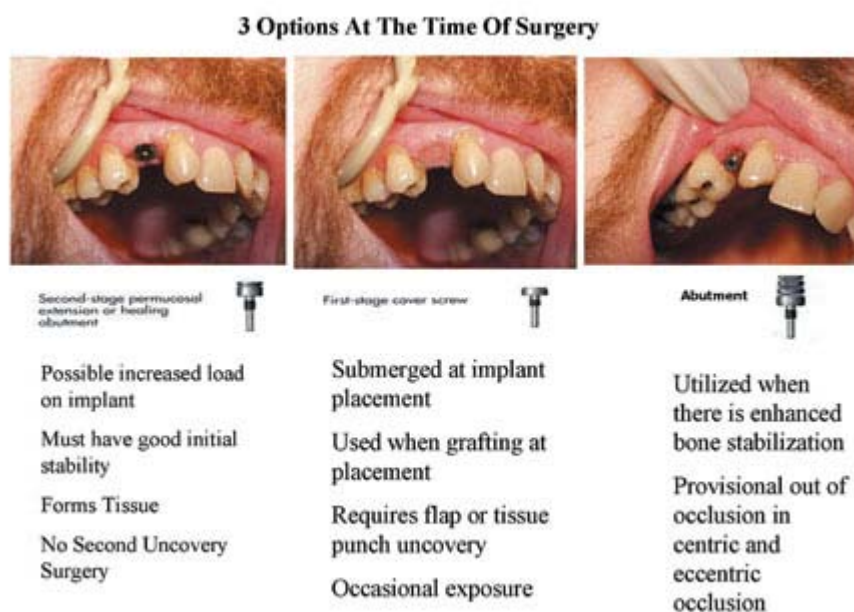 3 Options At The Time Of Surgery
Second-stage permucosal
extension or healing
abutment
Possible increased load
on implant
Must have good initial
stability
Forms Tissue
No Second Uncovery
Surgery
First-stage cover screw
Submerged at implant
placement
Used when grafting at
placement
Requires flap or tissue
punch uncovery
Occasional exposure
Abutment
Utilized when
there is enhanced
bone stabilization
Provisional out of
occlusion in
centric and
eccentric
occlusion